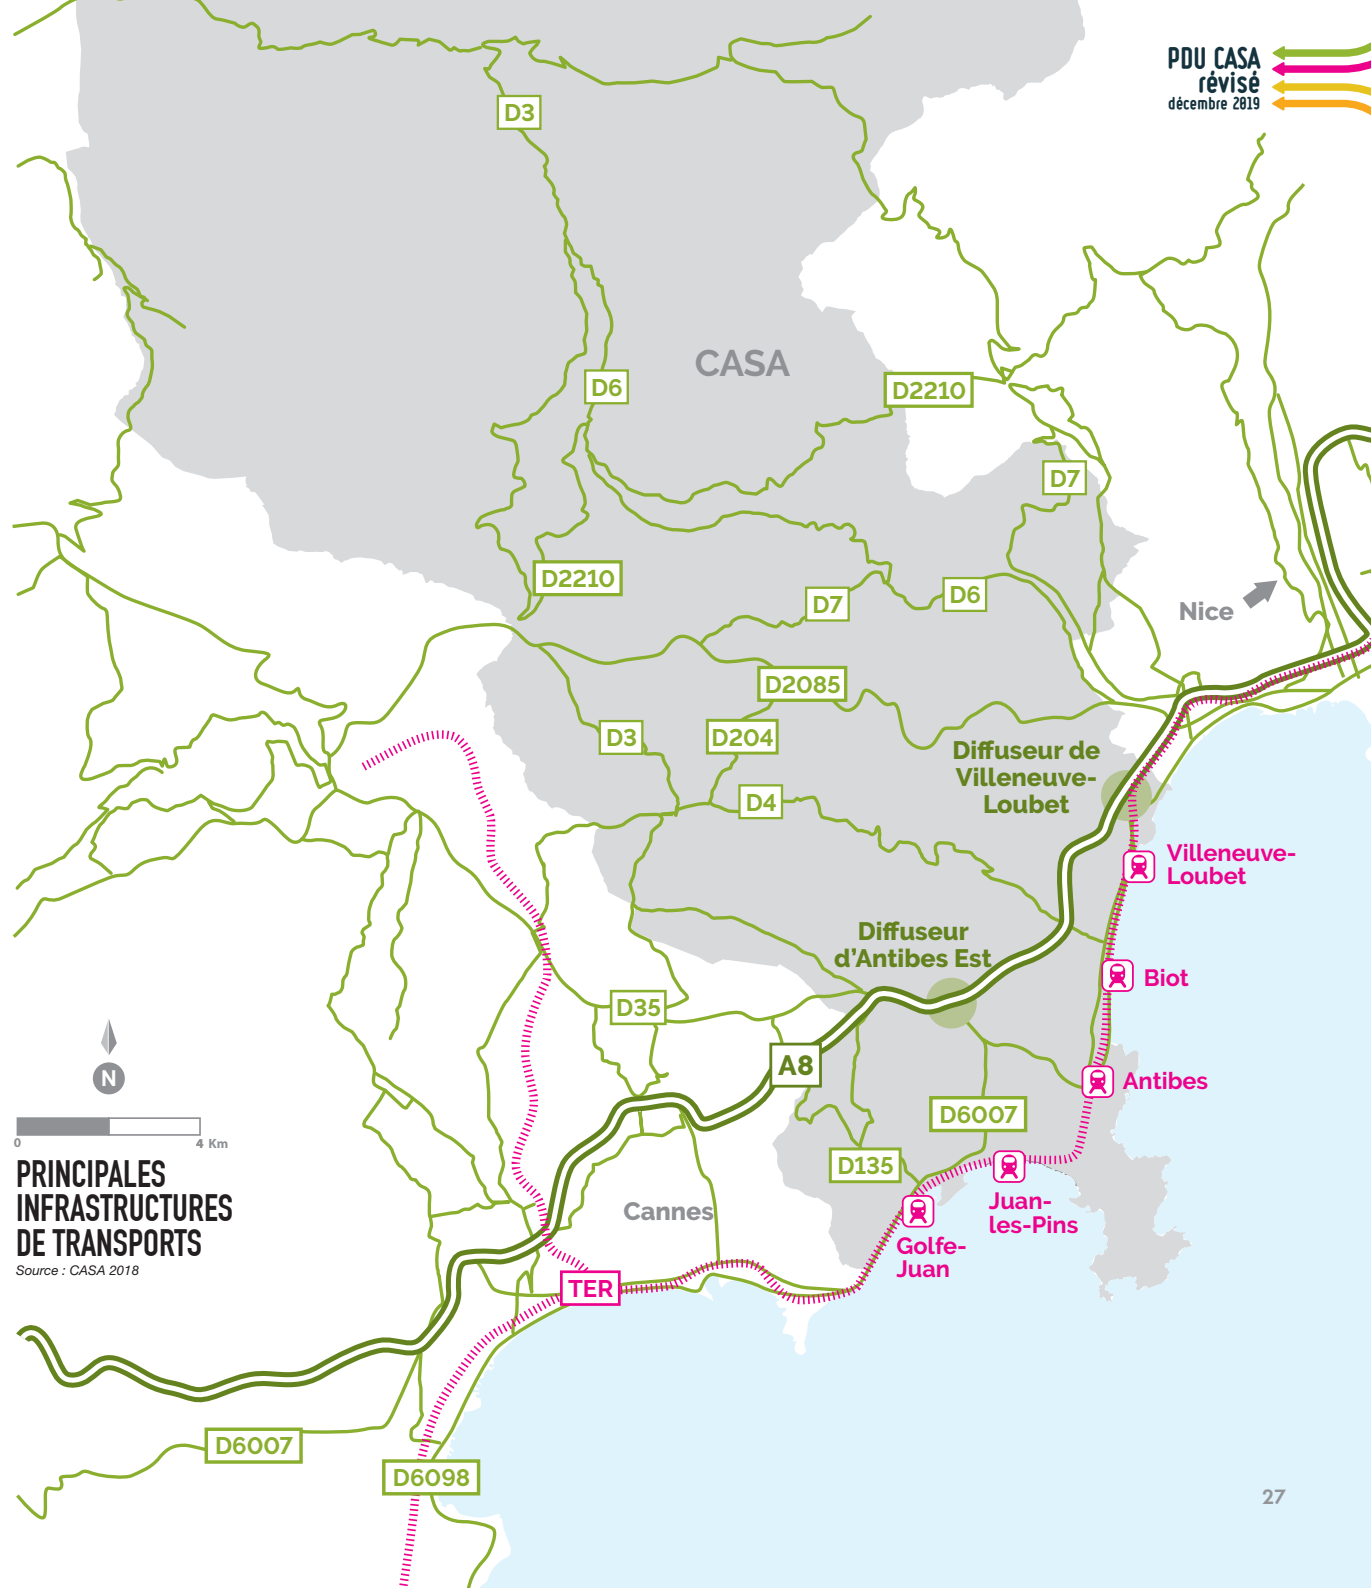 PDU CASA
révisé
décembre 2019
D3
CASA
D6
D2210
D7
D2210
D7
D6
Nice
D2085
D3
D204
Diffuseur de
Villeneuve-
Loubet
D4
Villeneuve-
Loubet
Diffuseur
d'Antibes Est
Biot
D35
A8
Antibes
N
D6007
0
4 Km
D135
PRINCIPALES
INFRASTRUCTURES
DE TRANSPORTS
Source : CASA 2018
Cannes
Juan-
les-Pins
Golfe-
Juan
TER
D6007
D6098
27